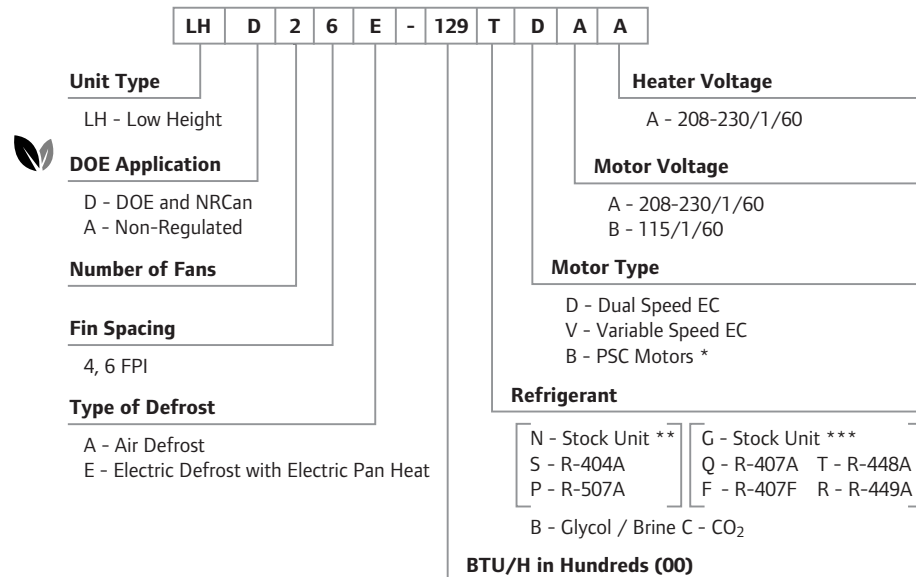 LH D 2 6 E - 129 T D A A
Unit Type
LH - Low Height
DOE Application
D - DOE and NRCan
A - Non-Regulated
Number of Fans
Fin Spacing
4, 6 FPI
Type of Defrost
A - Air Defrost
E - Electric Defrost with Electric Pan Heat
Heater Voltage
A - 208-230/1/60
Motor Voltage
A - 208-230/1/60
B - 115/1/60
Motor Type
D - Dual Speed EC
V - Variable Speed EC
B - PSC Motors *
Refrigerant
N - Stock Unit **
S - R-404A
P - R-507A
G - Stock Unit ***
Q - R-407A T - R-448A
F - R-407F R - R-449A
B - Glycol / Brine C - CO2
BTU/H in Hundreds (00)